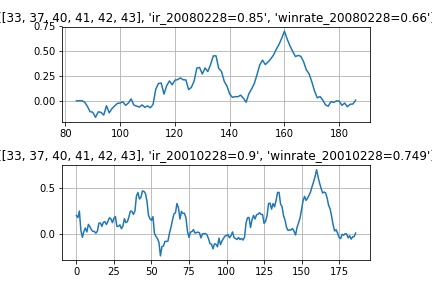 [[33, 37, 40, 41, 42, 43], 'ir_20080228=0.85', 'winrate_20080228=0.66']
0.75
0.50
0.25
0.00
80 100 120 140 160 180
[[33, 37, 40, 41, 42, 43], 'ir_20010228=0.9', 'winrate_20010228=0.749']
0.5
0.0
0 25 50 75 100 125 150 175